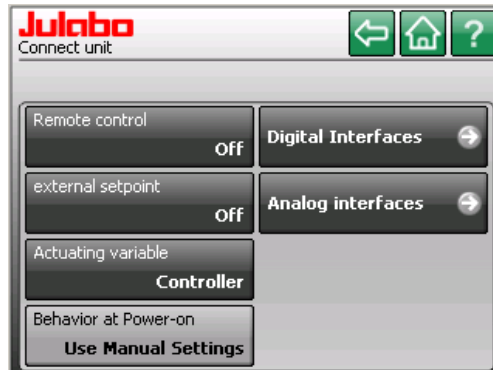 Julabo
Connect unit
?
Remote control
Off
Digital Interfaces
external setpoint
Off
Analog interfaces
Actuating variable
Controller
Behavior at Power-on
Use Manual Settings